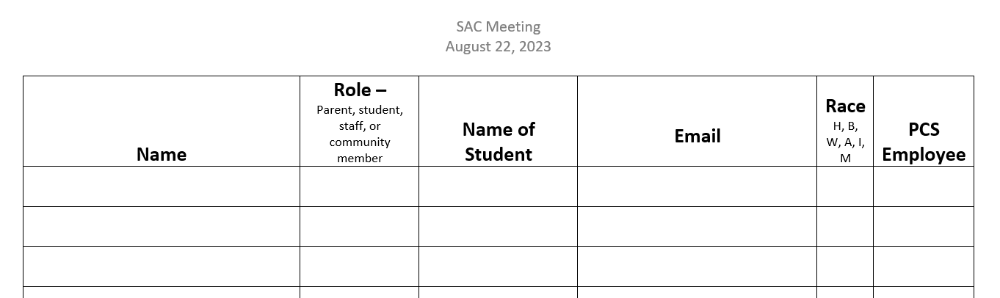 SAC Meeting
August 22, 2023
Name
Role –
Parent, student,
staff, or
community
member
Name of
Student
Email
Race
H, B,
W, A, I,
M
PCS
Employee